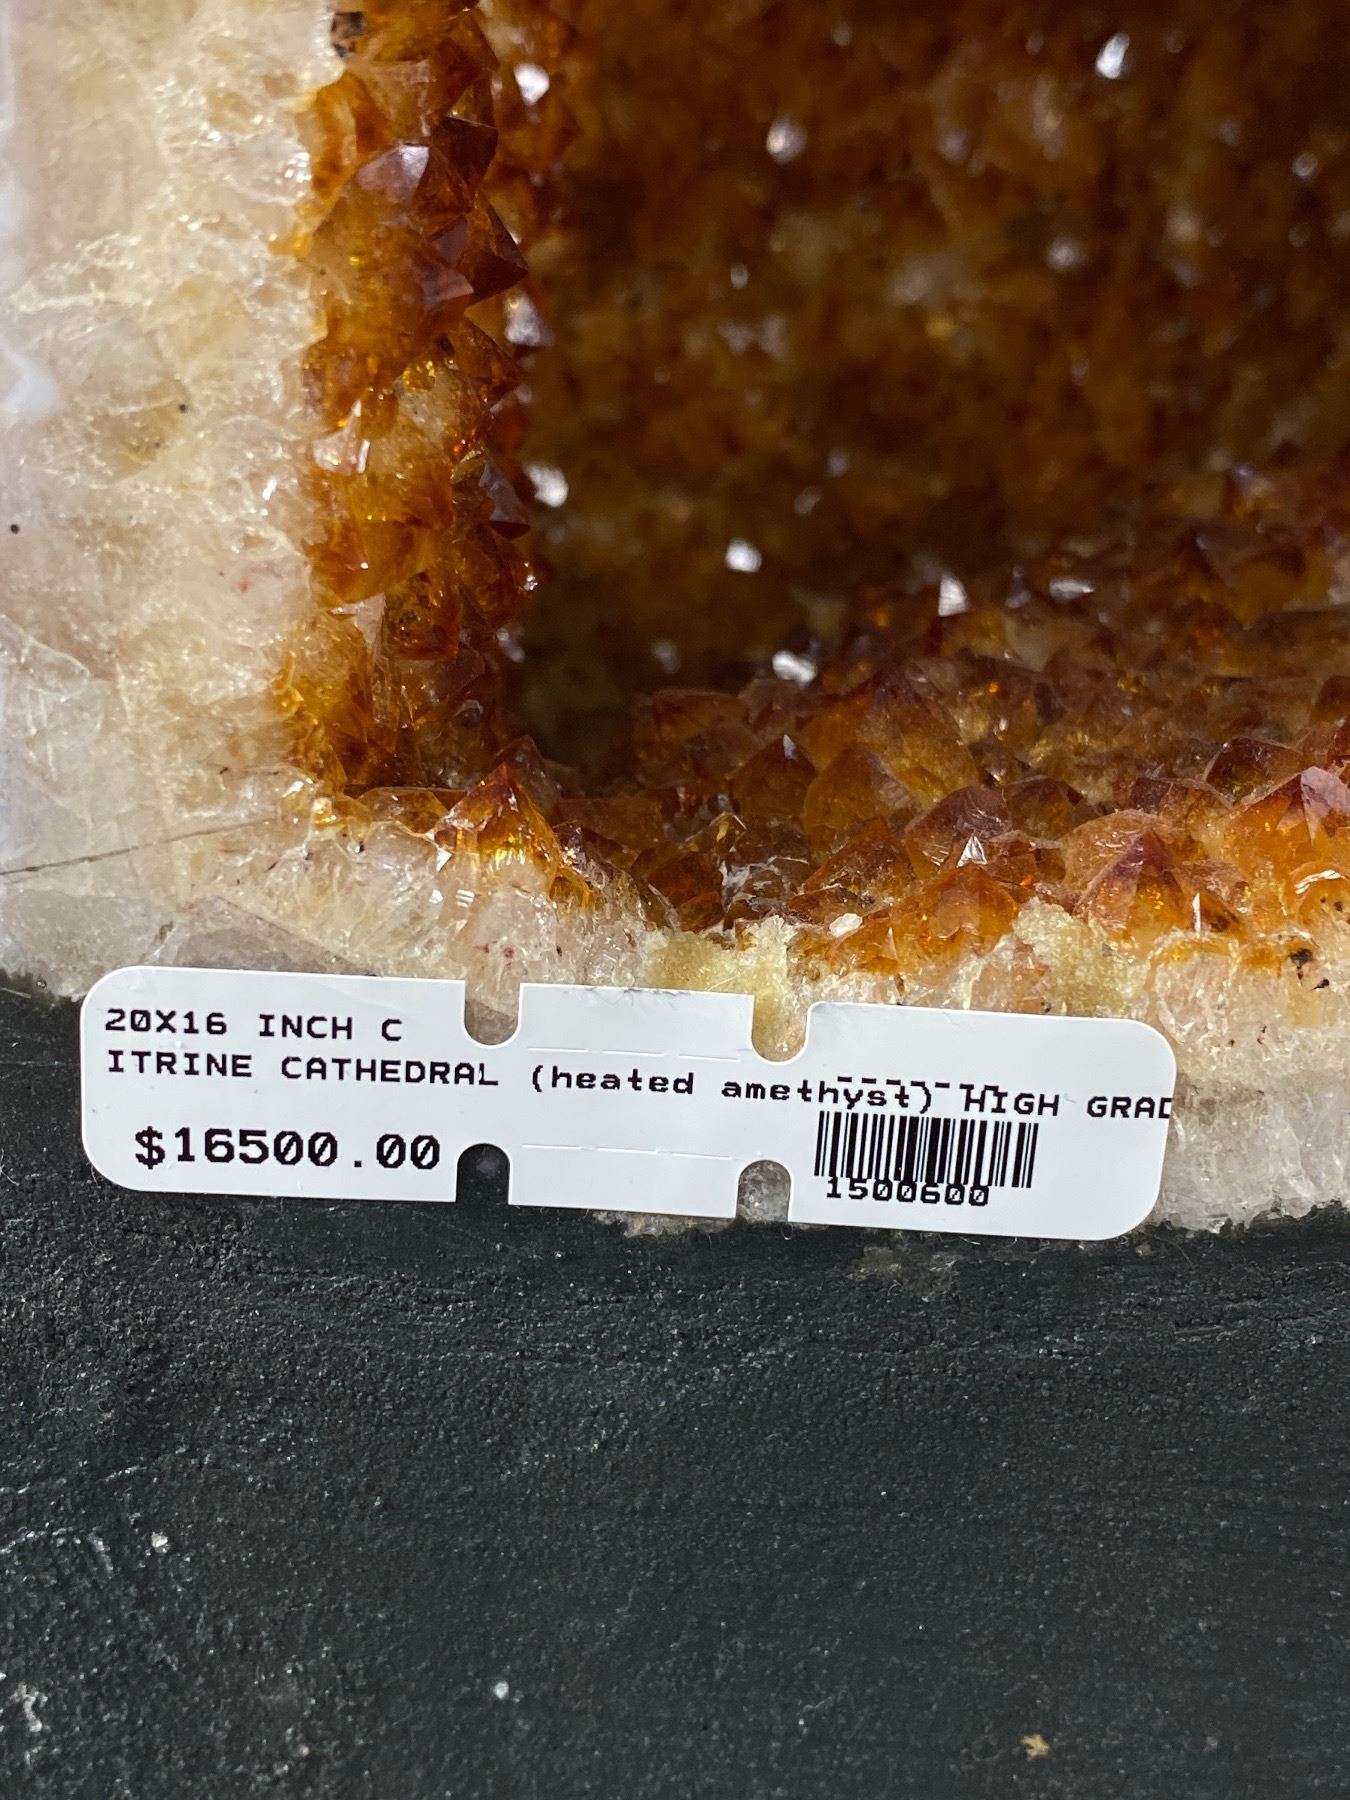 20X16 INCH C
ITRINE CATHEDRAL (heated amethyst) HIGH GRAD
$16500.00
1500600